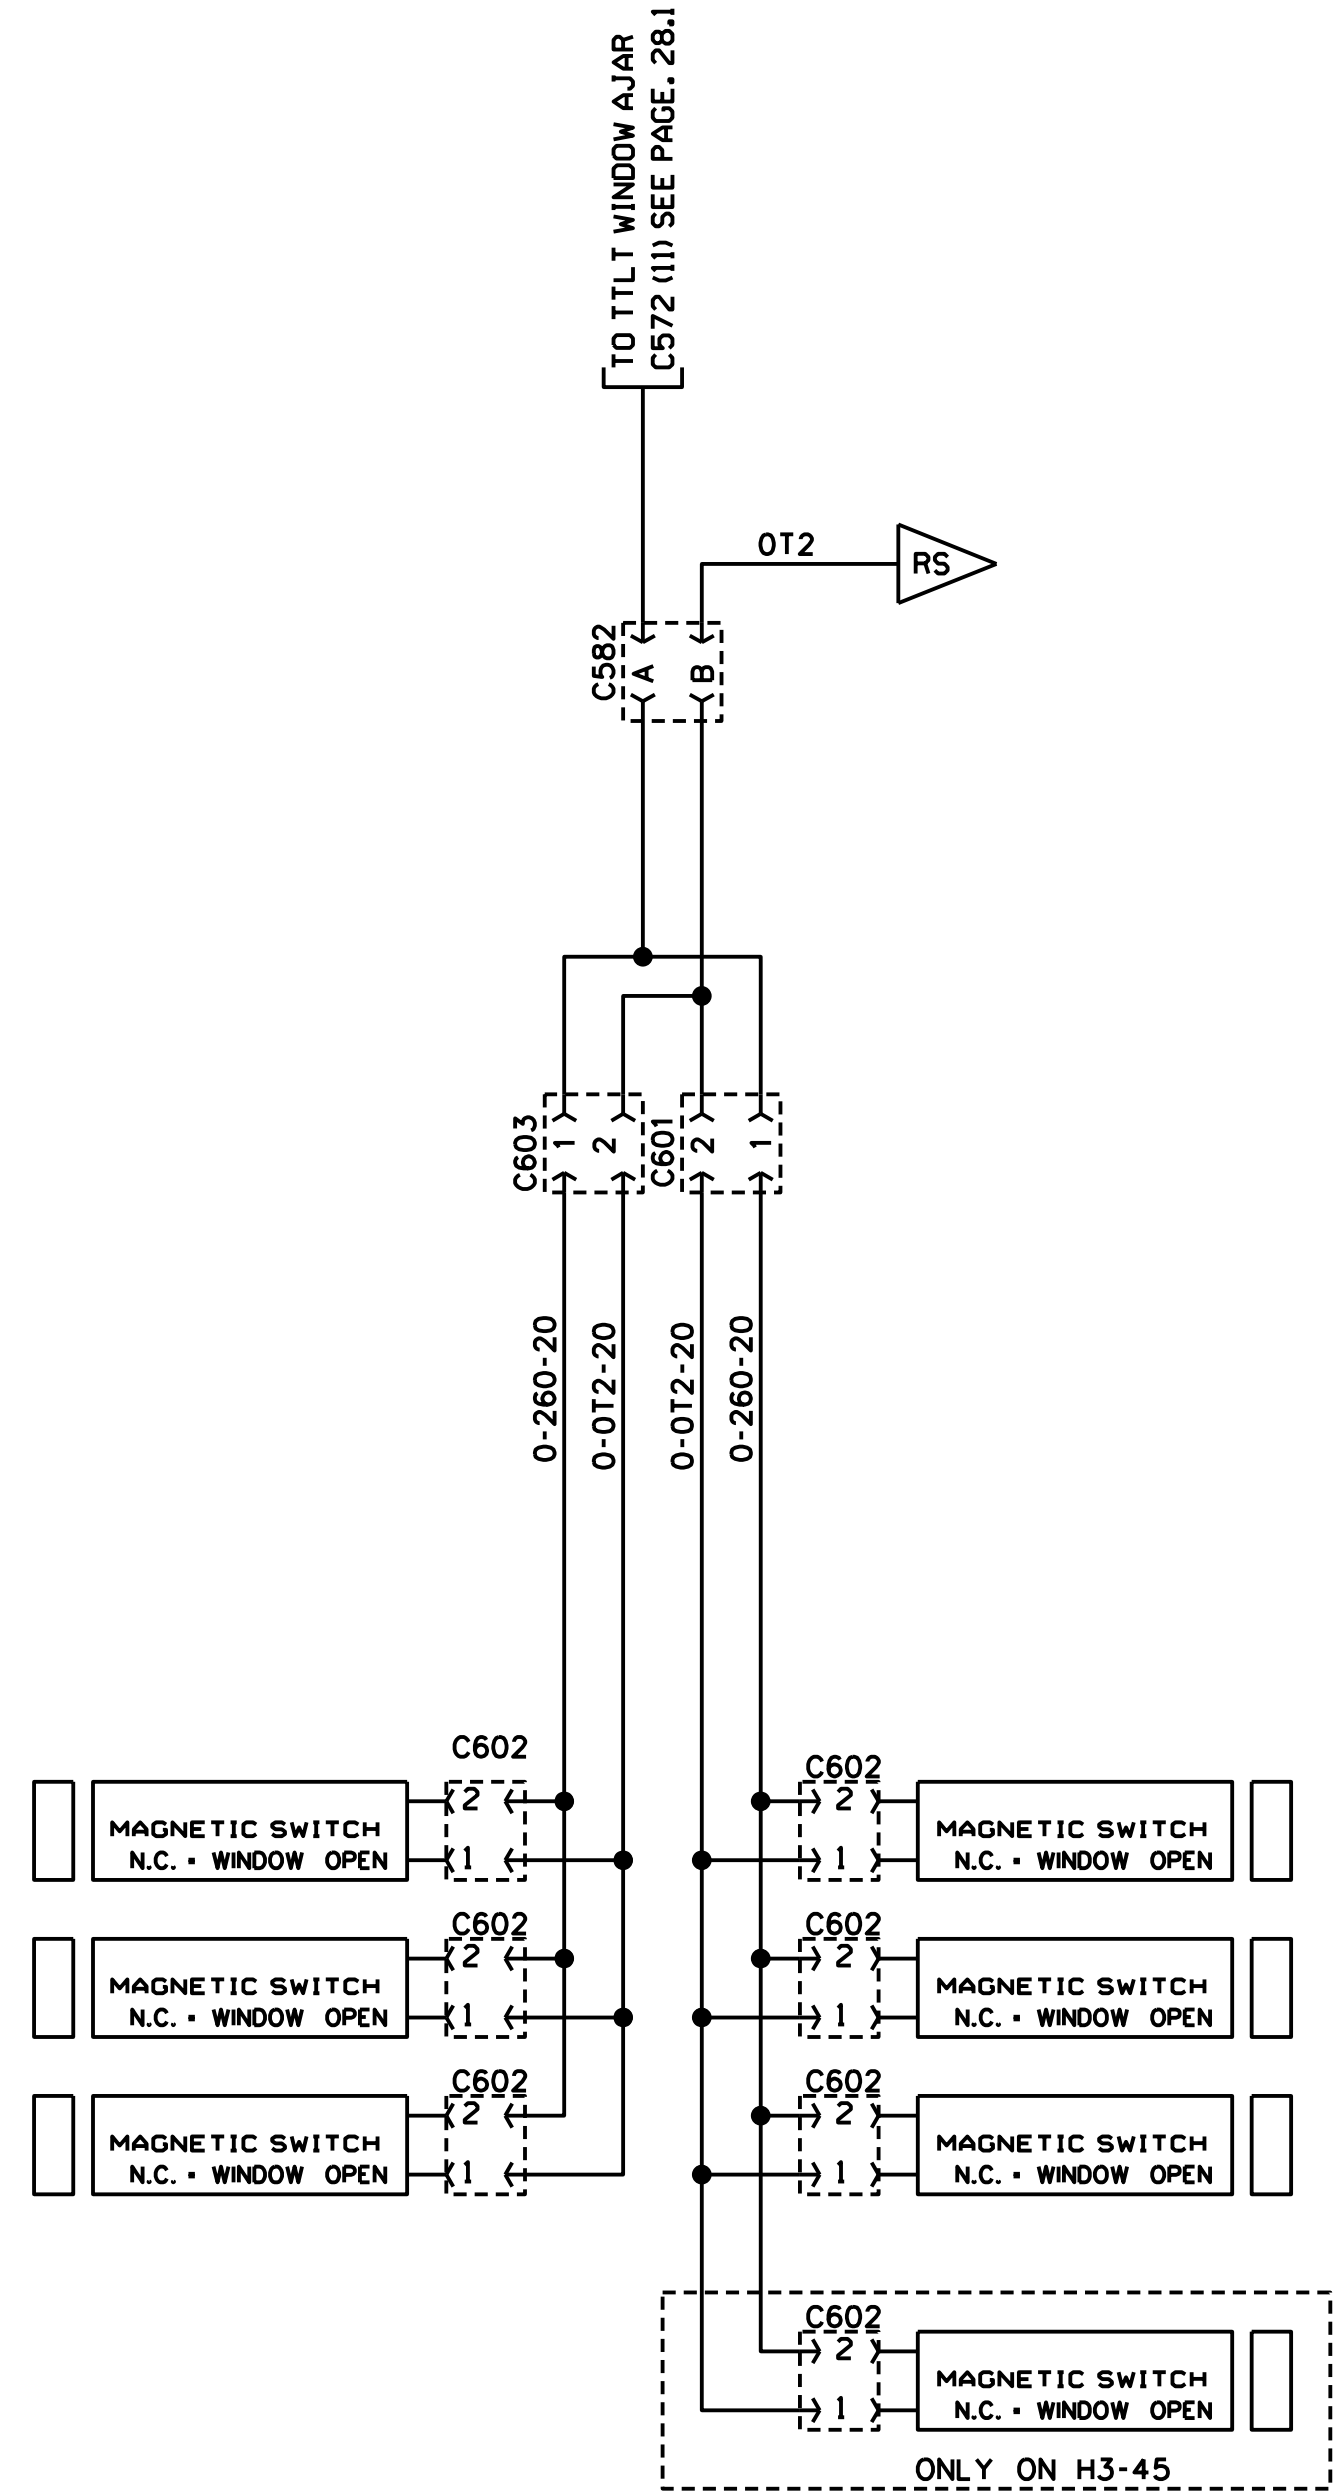 TO TTLT WINDOW AJAR
C572 (11) SEE PAGE. 28.1
OT2
RS
C582
A
B
C603
1
2
C601
2
1
0-260-20
0-OT2-20
0-OT2-20
0-260-20
C602
2
1
MAGNETIC SWITCH
N.C. - WINDOW OPEN
C602
2
1
MAGNETIC SWITCH
N.C. - WINDOW OPEN
C602
2
1
MAGNETIC SWITCH
N.C. - WINDOW OPEN
C602
2
1
MAGNETIC SWITCH
N.C. - WINDOW OPEN
C602
2
1
MAGNETIC SWITCH
N.C. - WINDOW OPEN
C602
2
1
MAGNETIC SWITCH
N.C. - WINDOW OPEN
C602
2
1
MAGNETIC SWITCH
N.C. - WINDOW OPEN
ONLY ON H3-45